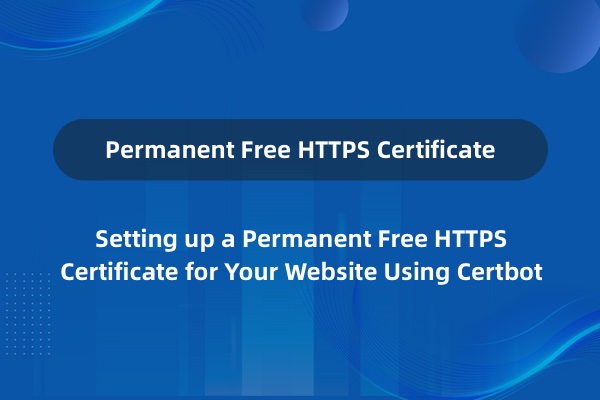 Permanent Free HTTPS Certificate
Setting up a Permanent Free HTTPS
Certificate for Your Website Using Certbot